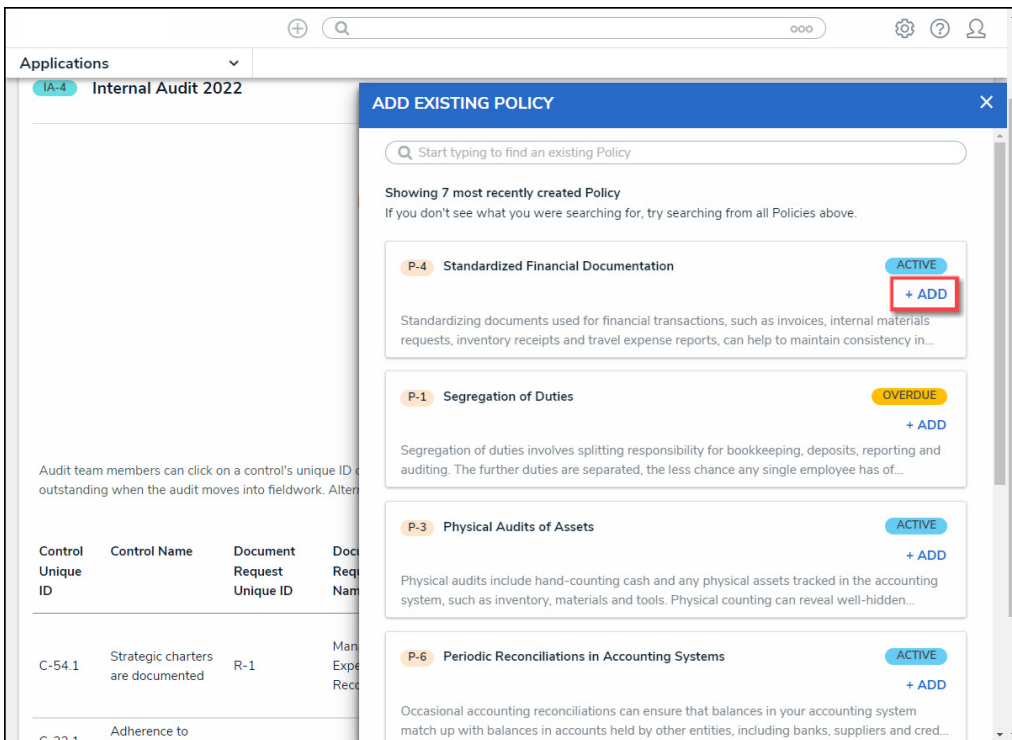 Applications
IA-4 Internal Audit 2022
Audit team members can click on a control's unique ID
outstanding when the audit moves into fieldwork.
Control Unique ID
Control Name
Document Request Unique ID
C-54.1
Strategic charters
are documented
R-1
Adherence to
ADD EXISTING POLICY
Start typing to find an existing Policy
Showing 7 most recently created Policy
If you don't see what you were searching for, try searching from all Policies above.
P-4 Standardized Financial Documentation ACTIVE
+ ADD
Standardizing documents used for financial transactions, such as invoices, internal materials
requests, inventory receipts and travel expense reports, can help to maintain consistency in...
P-1 Segregation of Duties OVERDUE
+ ADD
Segregation of duties involves splitting responsibility for bookkeeping, deposits, reporting and
auditing. The further duties are separated, the less chance any single employee has of...
P-3 Physical Audits of Assets ACTIVE
+ ADD
Physical audits include hand-counting cash and any physical assets tracked in the accounting
system, such as inventory, materials and tools. Physical counting can reveal well-hidden...
P-6 Periodic Reconciliations in Accounting Systems ACTIVE
+ ADD
Occasional accounting reconciliations can ensure that balances in your accounting system
match up with balances in accounts held by other entities, including banks, suppliers and cred...